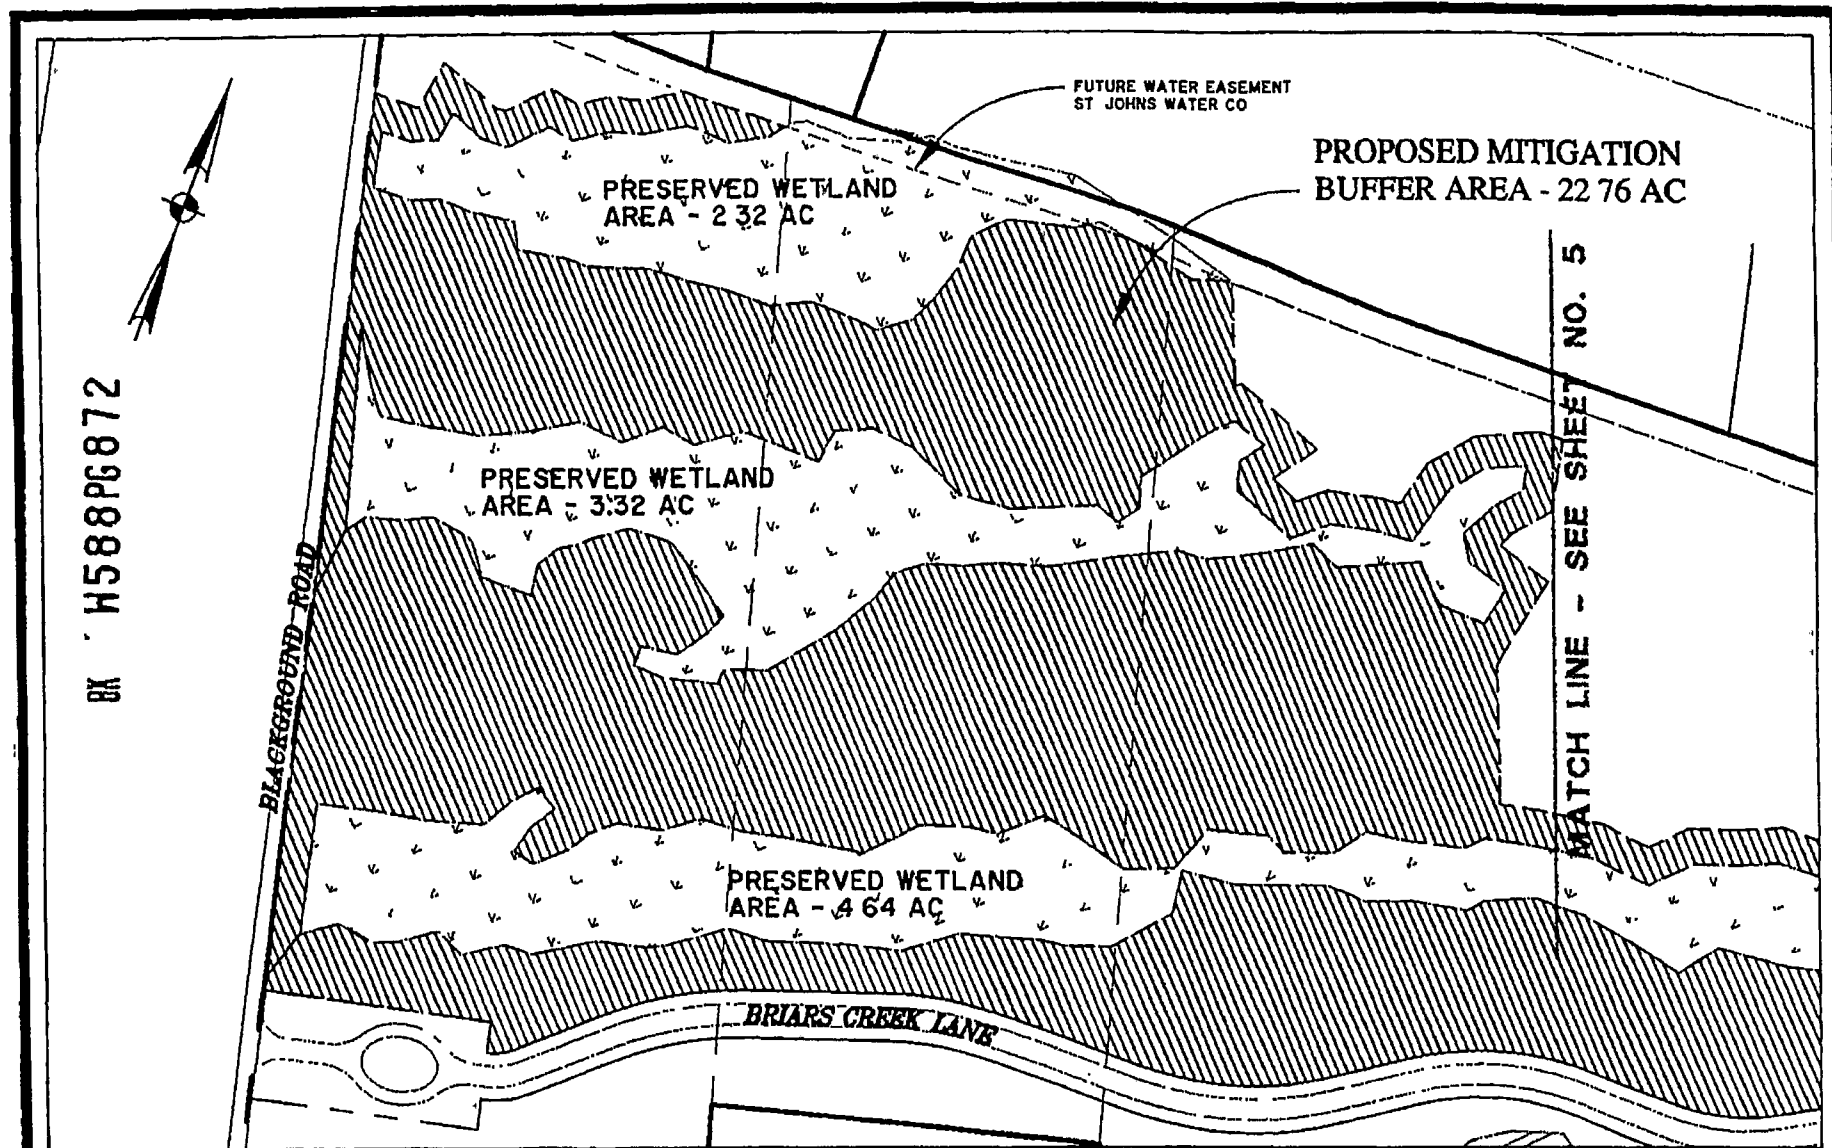 FUTURE WATER EASEMENT
ST JOHNS WATER CO
PROPOSED MITIGATION
BUFFER AREA - 22 76 AC
PRESERVED WETLAND
AREA - 2 32 AC
MATCH LINE - SEE SHEET NO. 5
BK H588PG872
PRESERVED WETLAND
AREA - 3.32 AC
BLACKGROUND ROAD
PRESERVED WETLAND
AREA - 4 64 AC
BRIARS CREEK LANE